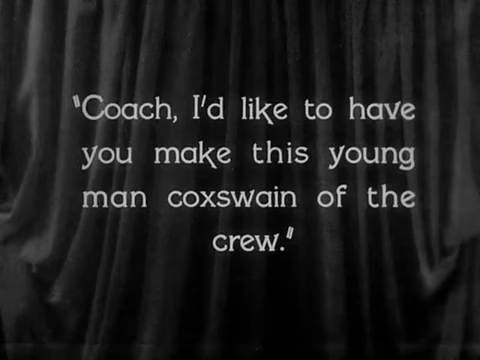 "Coach, I'd like to have
you make this young
man coxswain of the
crew."